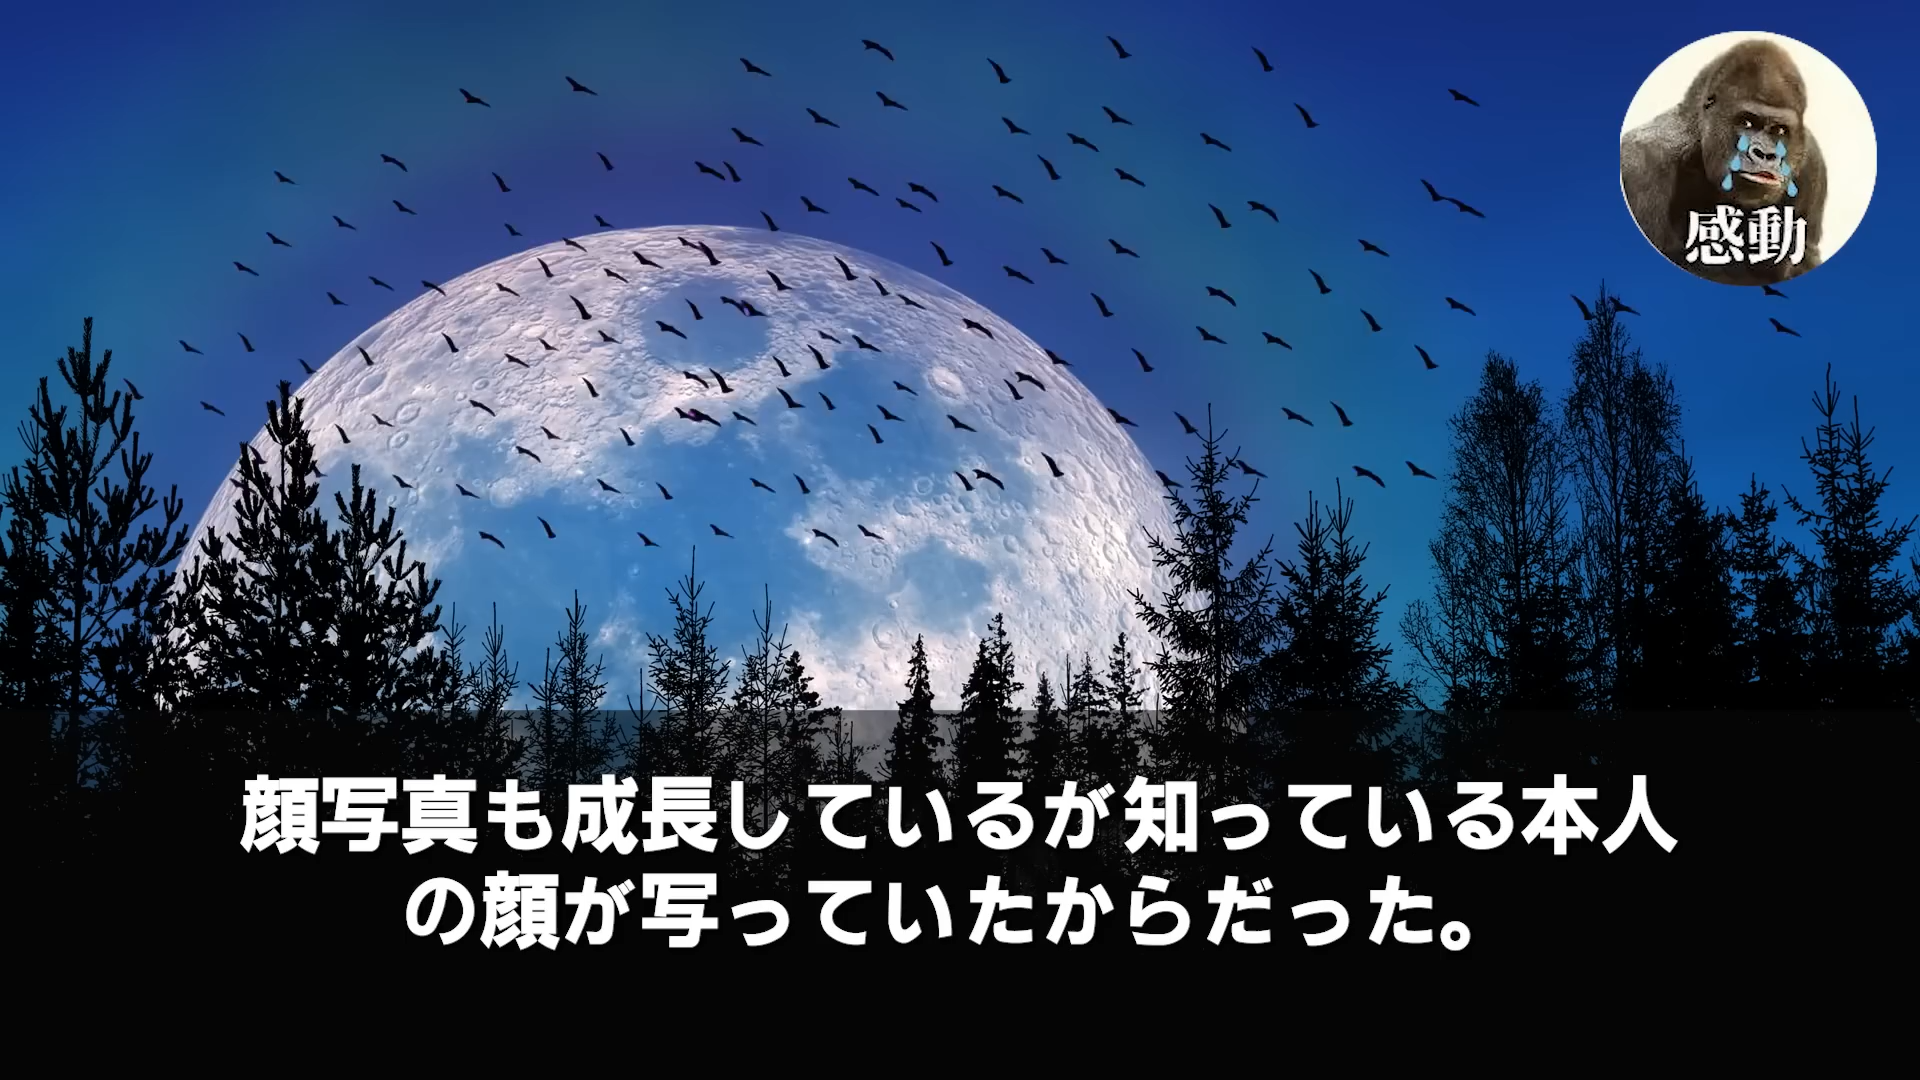 感動
顔写真も成長しているが知っている本人
の顔が写っていたからだった。